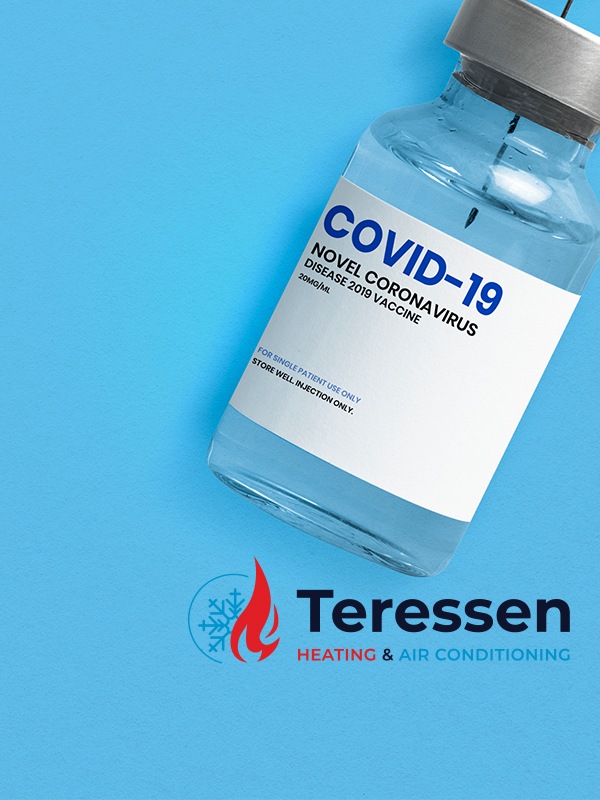 COVID-19
NOVEL CORONAVIRUS
DISEASE 2019 VACCINE
20MG/ML
FOR SINGLE PATIENT USE ONLY
STORE WELL. INJECTION ONLY.
Teressen
HEATING & AIR CONDITIONING